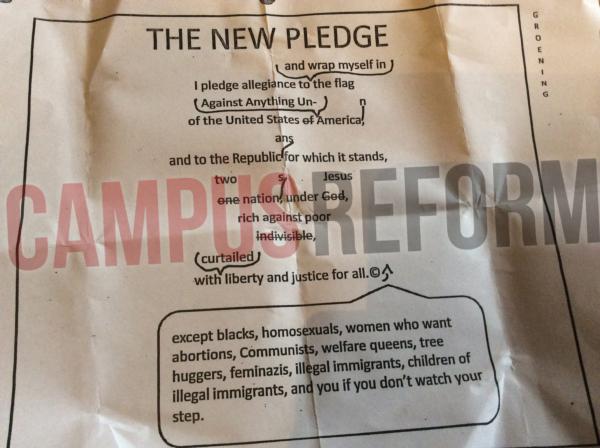 THE NEW PLEDGE
and wrap myself in
I pledge allegiance to the flag
Against Anything Un-
n
of the United States of America,
ans
and to the Republic for which it stands,
two s, Jesus
one nation, under God,
rich against poor
indivisible,
curtailed
with liberty and justice for all.©
except blacks, homosexuals, women who want
abortions, Communists, welfare queens, tree
huggers, feminazis, illegal immigrants, children of
illegal immigrants, and you if you don't watch your
step.
GROENING
CAMPUS REFORM